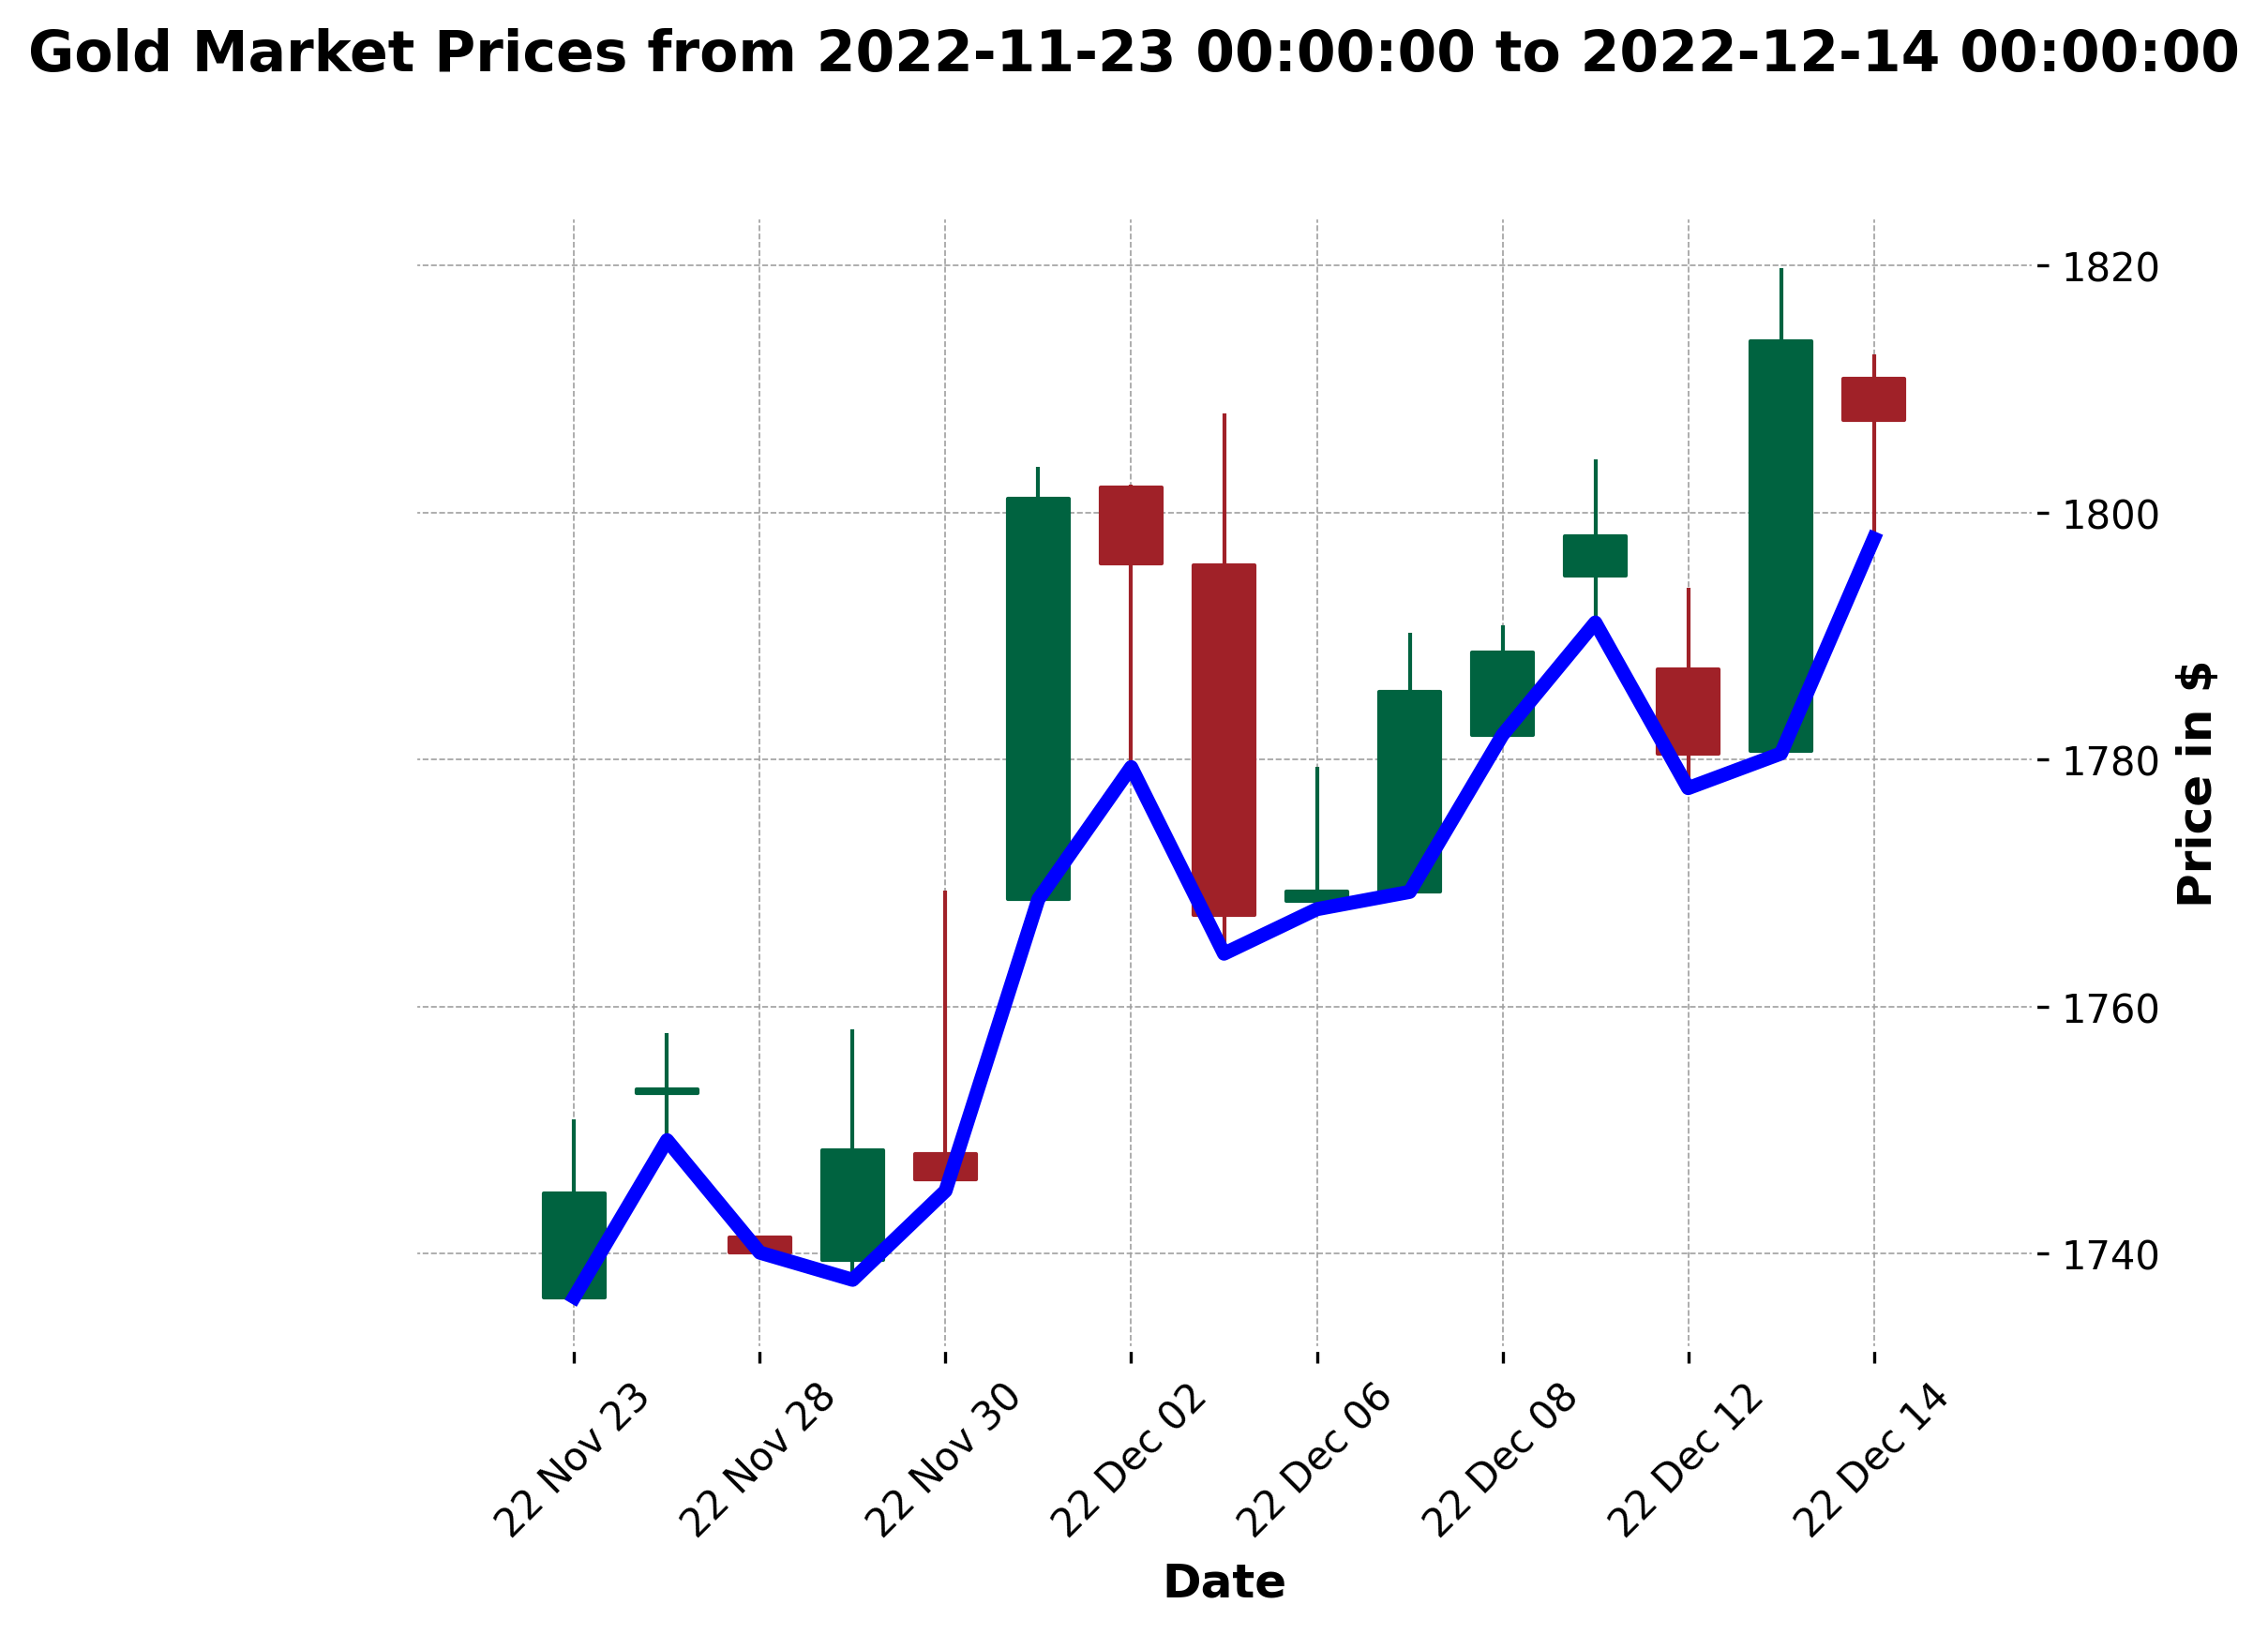 Gold Market Prices from 2022-11-23 00:00:00 to 2022-12-14 00:00:00
1820
1800
1780
1760
1740
Price in $
22 Nov 23
22 Nov 28
22 Nov 30
22 Dec 02
22 Dec 06
22 Dec 08
22 Dec 12
22 Dec 14
Date